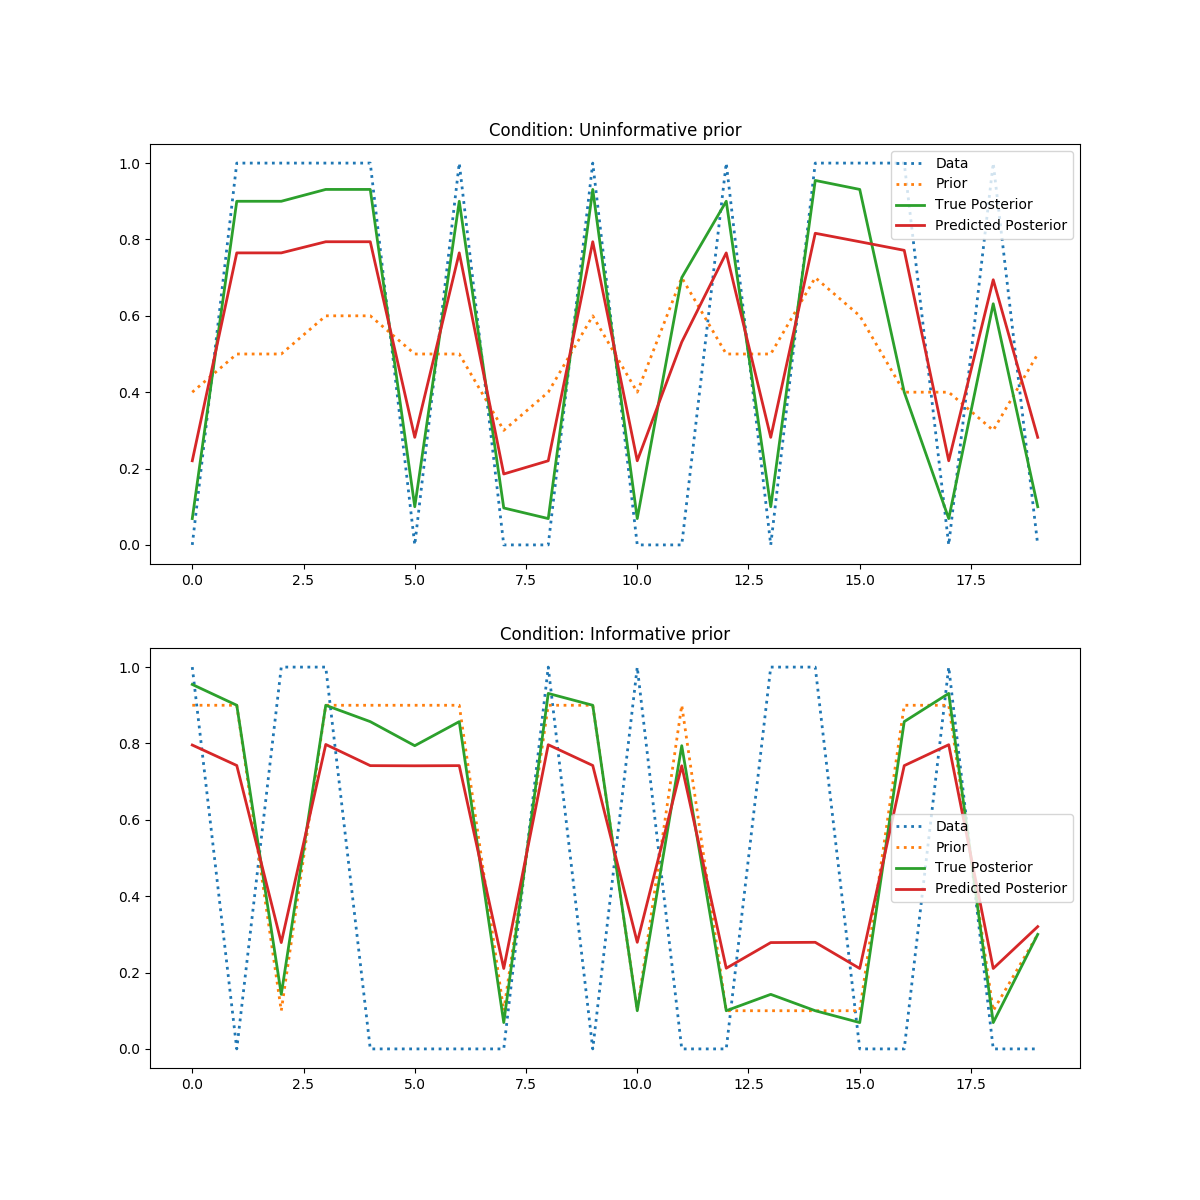 Condition: Uninformative prior
1.0
0.8
0.6
0.4
0.2
0.0
Data
Prior
True Posterior
Predicted Posterior
0.0 2.5 5.0 7.5 10.0 12.5 15.0 17.5
Condition: Informative prior
1.0
0.8
0.6
0.4
0.2
0.0
Data
Prior
True Posterior
Predicted Posterior
0.0 2.5 5.0 7.5 10.0 12.5 15.0 17.5